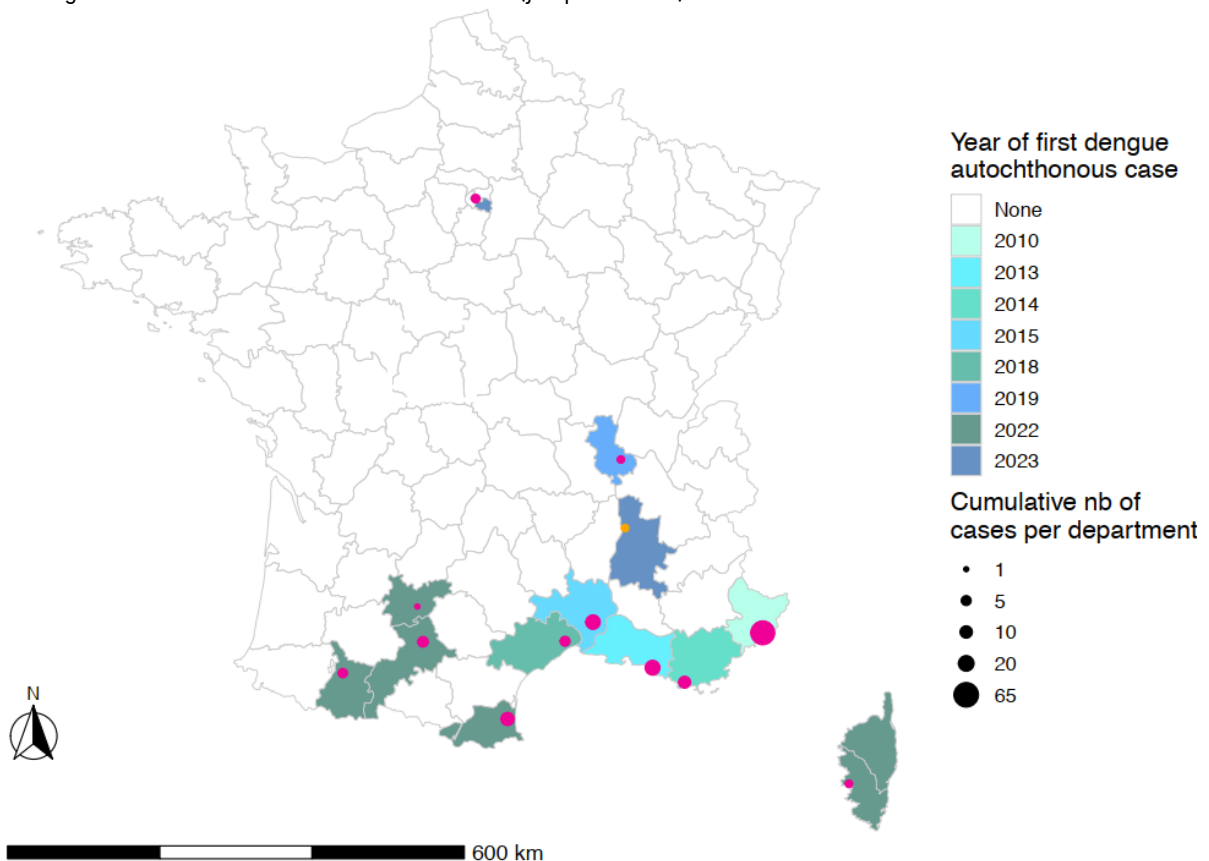 Year of first dengue
autochthonous case
None
2010
2013
2014
2015
2018
2019
2022
2023
Cumulative nb of
cases per department
1
5
10
20
65
N
600 km